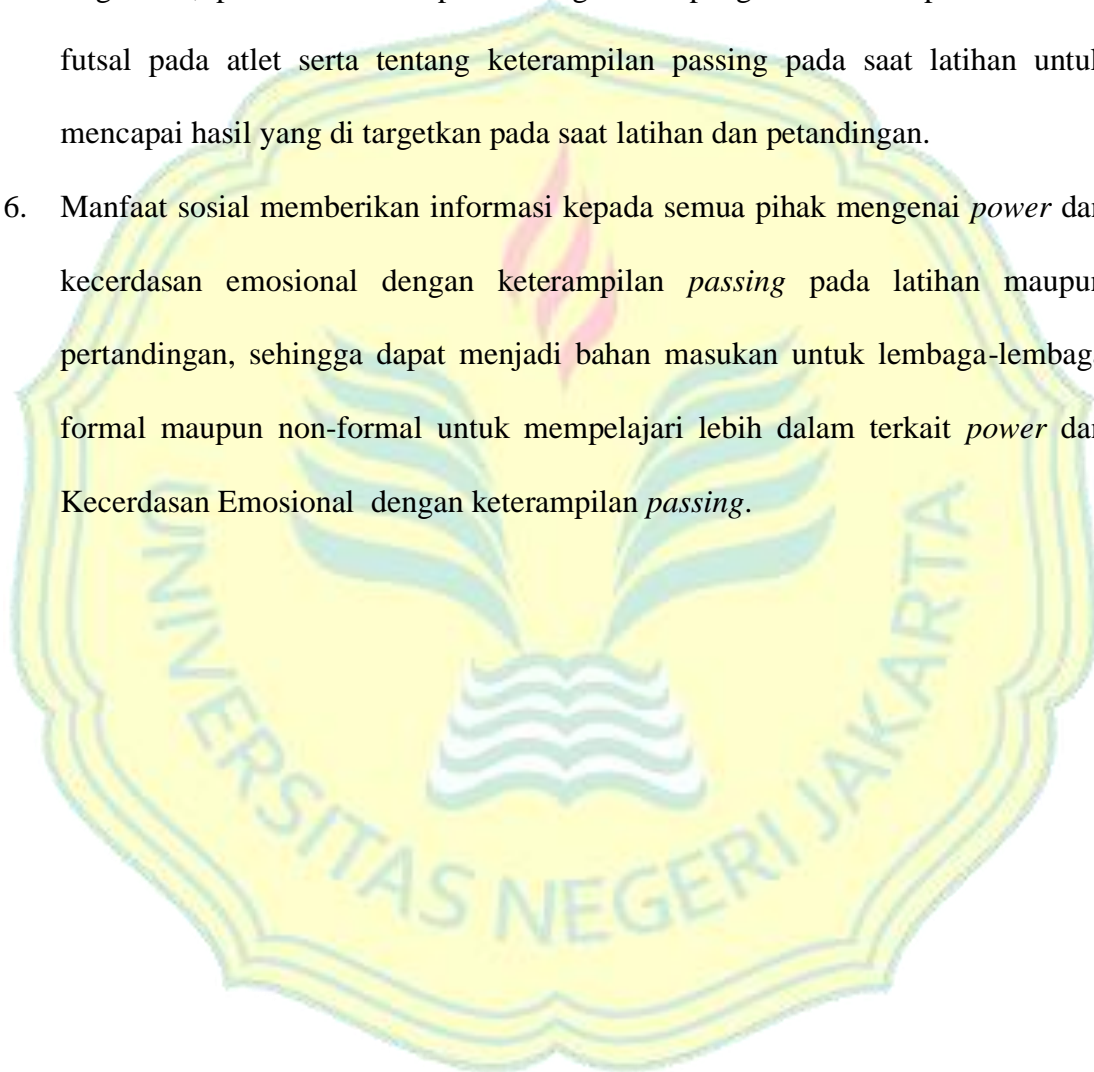 futsal pada atlet serta tentang keterampilan passing pada saat latihan untuk
mencapai hasil yang di targetkan pada saat latihan dan petandingan.
6. Manfaat sosial memberikan informasi kepada semua pihak mengenai power dan
kecerdasan emosional dengan keterampilan passing pada latihan maupun
pertandingan, sehingga dapat menjadi bahan masukan untuk lembaga-lembaga
formal maupun non-formal untuk mempelajari lebih dalam terkait power dan
Kecerdasan Emosional dengan keterampilan passing.
UNIVERSITAS NEGERI JAKARTA